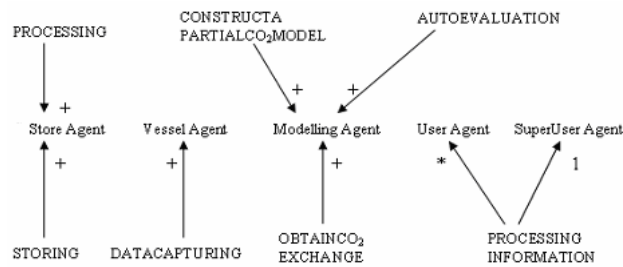 CONSTRUCTA
PARTIALCO₂MODEL
AUTOEVALUATION
PROCESSING
+
+ +
Store Agent Vessel Agent Modelling Agent User Agent SuperUser Agent
+ + + * 1
STORING DATACAPTURING OBTAINCO₂
EXCHANGE
PROCESSING
INFORMATION